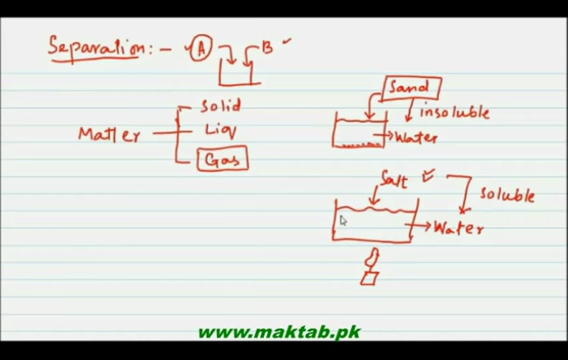 Separation:- A B
Matter
Solid
Liq
Gas
Sand
insoluble
Water
Salt
soluble
Water
www.maktab.pk